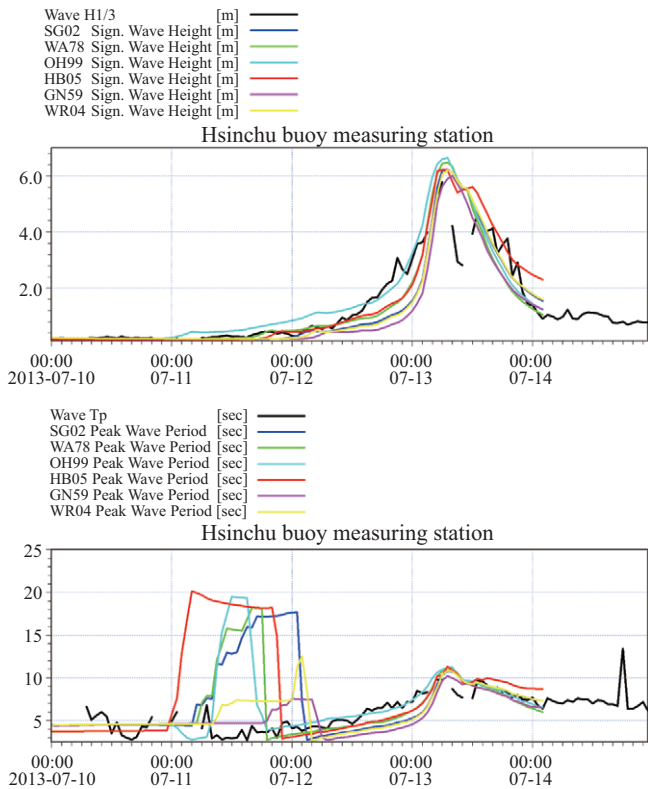 Wave H1/3 [m]
SG02 Sign. Wave Height [m]
WA78 Sign. Wave Height [m]
OH99 Sign. Wave Height [m]
HB05 Sign. Wave Height [m]
GN59 Sign. Wave Height [m]
WR04 Sign. Wave Height [m]
Hsinchu buoy measuring station
6.0
4.0
2.0
00:00 00:00 00:00 00:00 00:00
2013-07-10 07-11 07-12 07-13 07-14
Wave Tp [sec]
SG02 Peak Wave Period [sec]
WA78 Peak Wave Period [sec]
OH99 Peak Wave Period [sec]
HB05 Peak Wave Period [sec]
GN59 Peak Wave Period [sec]
WR04 Peak Wave Period [sec]
Hsinchu buoy measuring station
25
20
15
10
5
00:00 00:00 00:00 00:00 00:00
2013-07-10 07-11 07-12 07-13 07-14